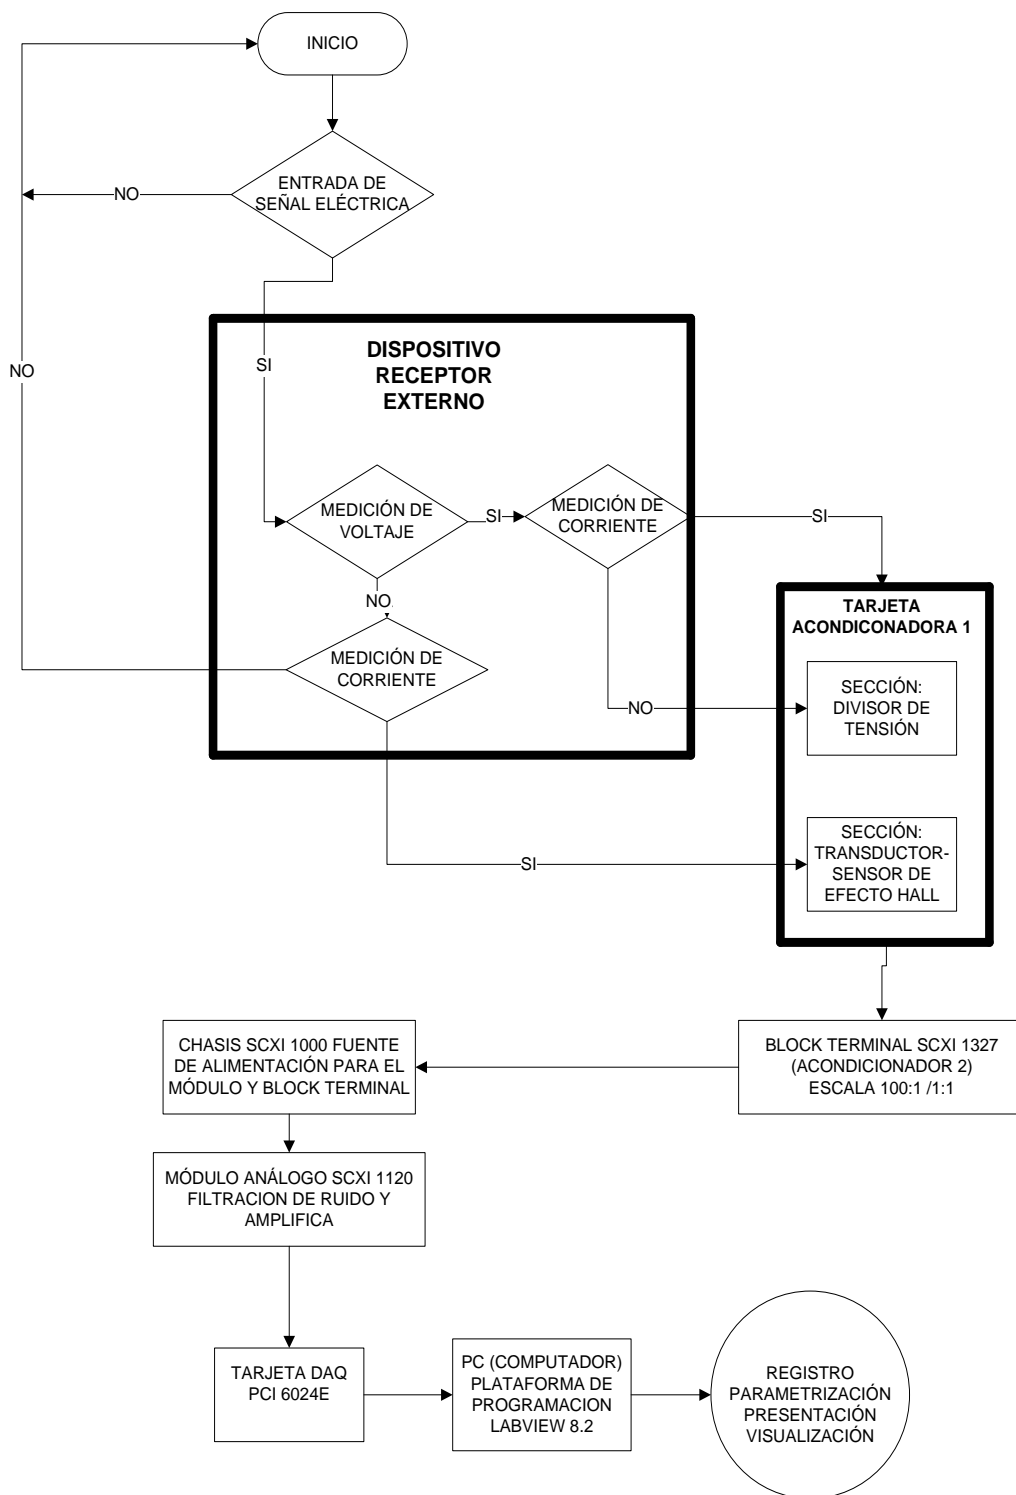 INICIO
ENTRADA DE
SEÑAL ELÉCTRICA
NO
NO
SI
DISPOSITIVO
RECEPTOR
EXTERNO
MEDICIÓN DE
VOLTAJE
SI
MEDICIÓN DE
CORRIENTE
SI
NO
MEDICIÓN DE
CORRIENTE
NO
SI
TARJETA
ACONDICONADORA 1
SECCIÓN:
DIVISOR DE
TENSIÓN
SECCIÓN:
TRANSDUCTOR-
SENSOR DE
EFECTO HALL
BLOCK TERMINAL SCXI 1327
(ACONDICIONADOR 2)
ESCALA 100:1 /1:1
CHASIS SCXI 1000 FUENTE
DE ALIMENTACIÓN PARA EL
MÓDULO Y BLOCK TERMINAL
MÓDULO ANÁLOGO SCXI 1120
FILTRACION DE RUIDO Y
AMPLIFICA
TARJETA DAQ
PCI 6024E
PC (COMPUTADOR)
PLATAFORMA DE
PROGRAMACION
LABVIEW 8.2
REGISTRO
PARAMETRIZACIÓN
PRESENTACIÓN
VISUALIZACIÓN